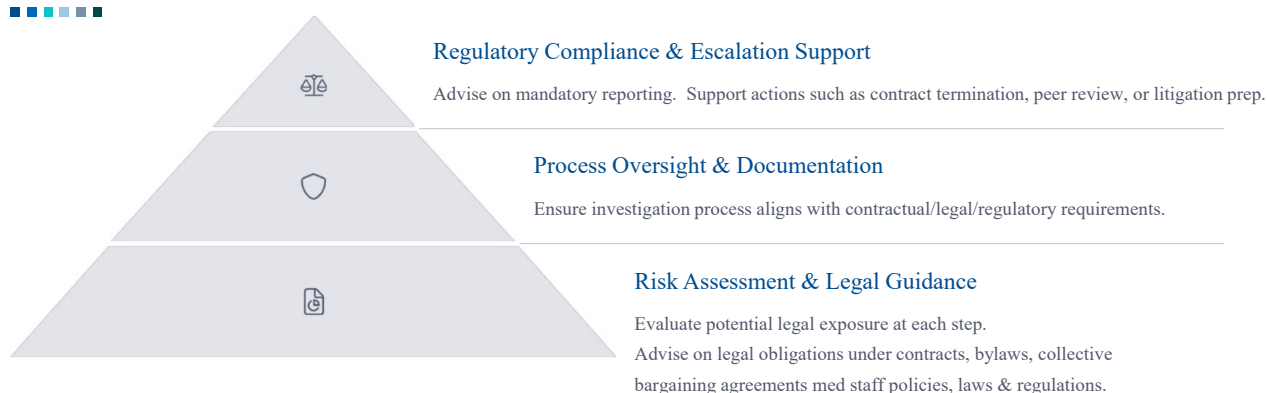 Regulatory Compliance & Escalation Support
Advise on mandatory reporting.  Support actions such as contract termination, peer review, or litigation prep.
Process Oversight & Documentation
Ensure investigation process aligns with contractual/legal/regulatory requirements.
Risk Assessment & Legal Guidance
Evaluate potential legal exposure at each step.
Advise on legal obligations under contracts, bylaws, collective
bargaining agreements med staff policies, laws & regulations.